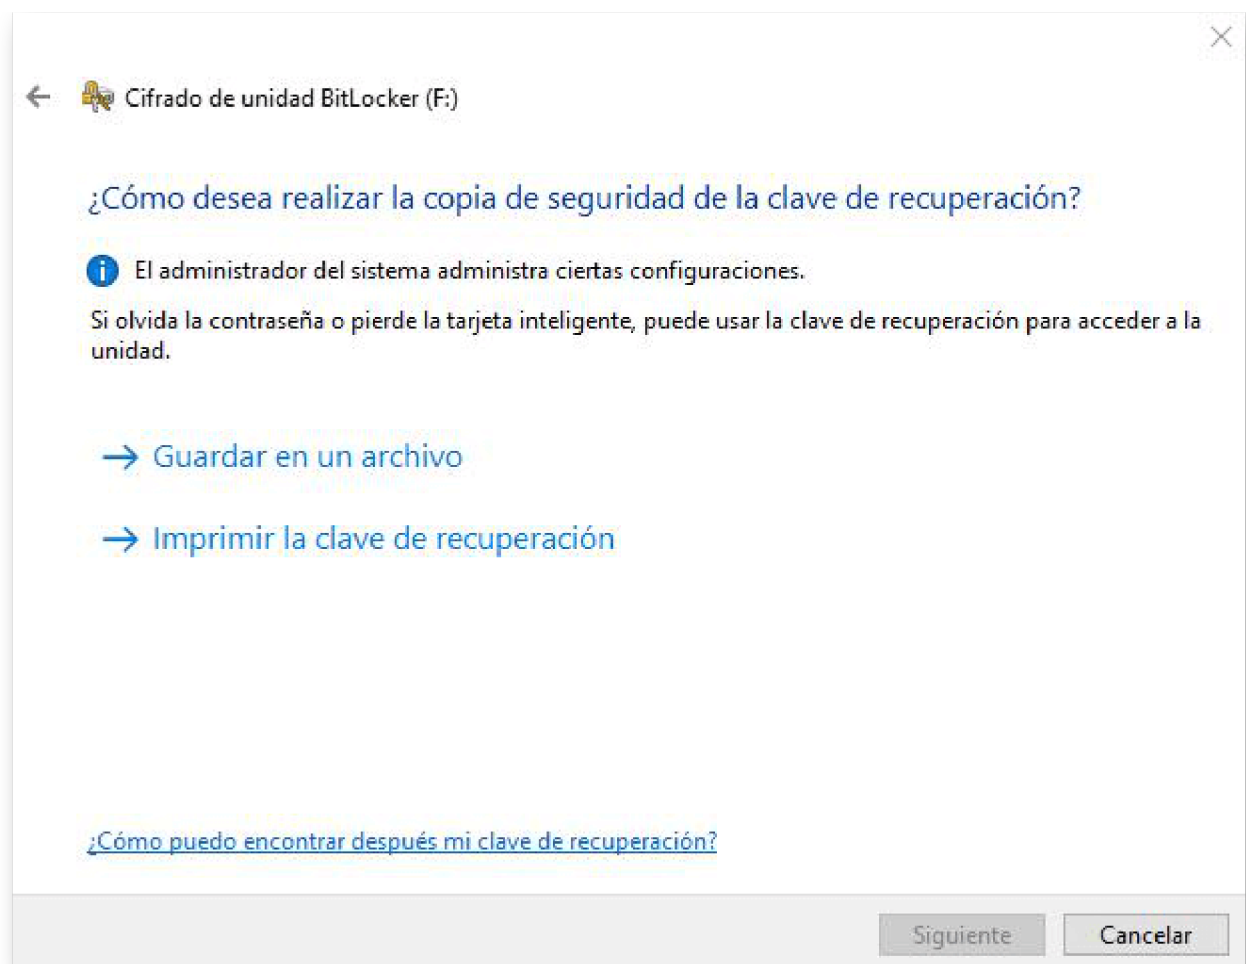 Cifrado de unidad BitLocker (F:)
¿Cómo desea realizar la copia de seguridad de la clave de recuperación?
El administrador del sistema administra ciertas configuraciones.
Si olvida la contraseña o pierde la tarjeta inteligente, puede usar la clave de recuperación para acceder a la
unidad.
Guardar en un archivo
Imprimir la clave de recuperación
¿Cómo puedo encontrar después mi clave de recuperación?
Siguiente
Cancelar